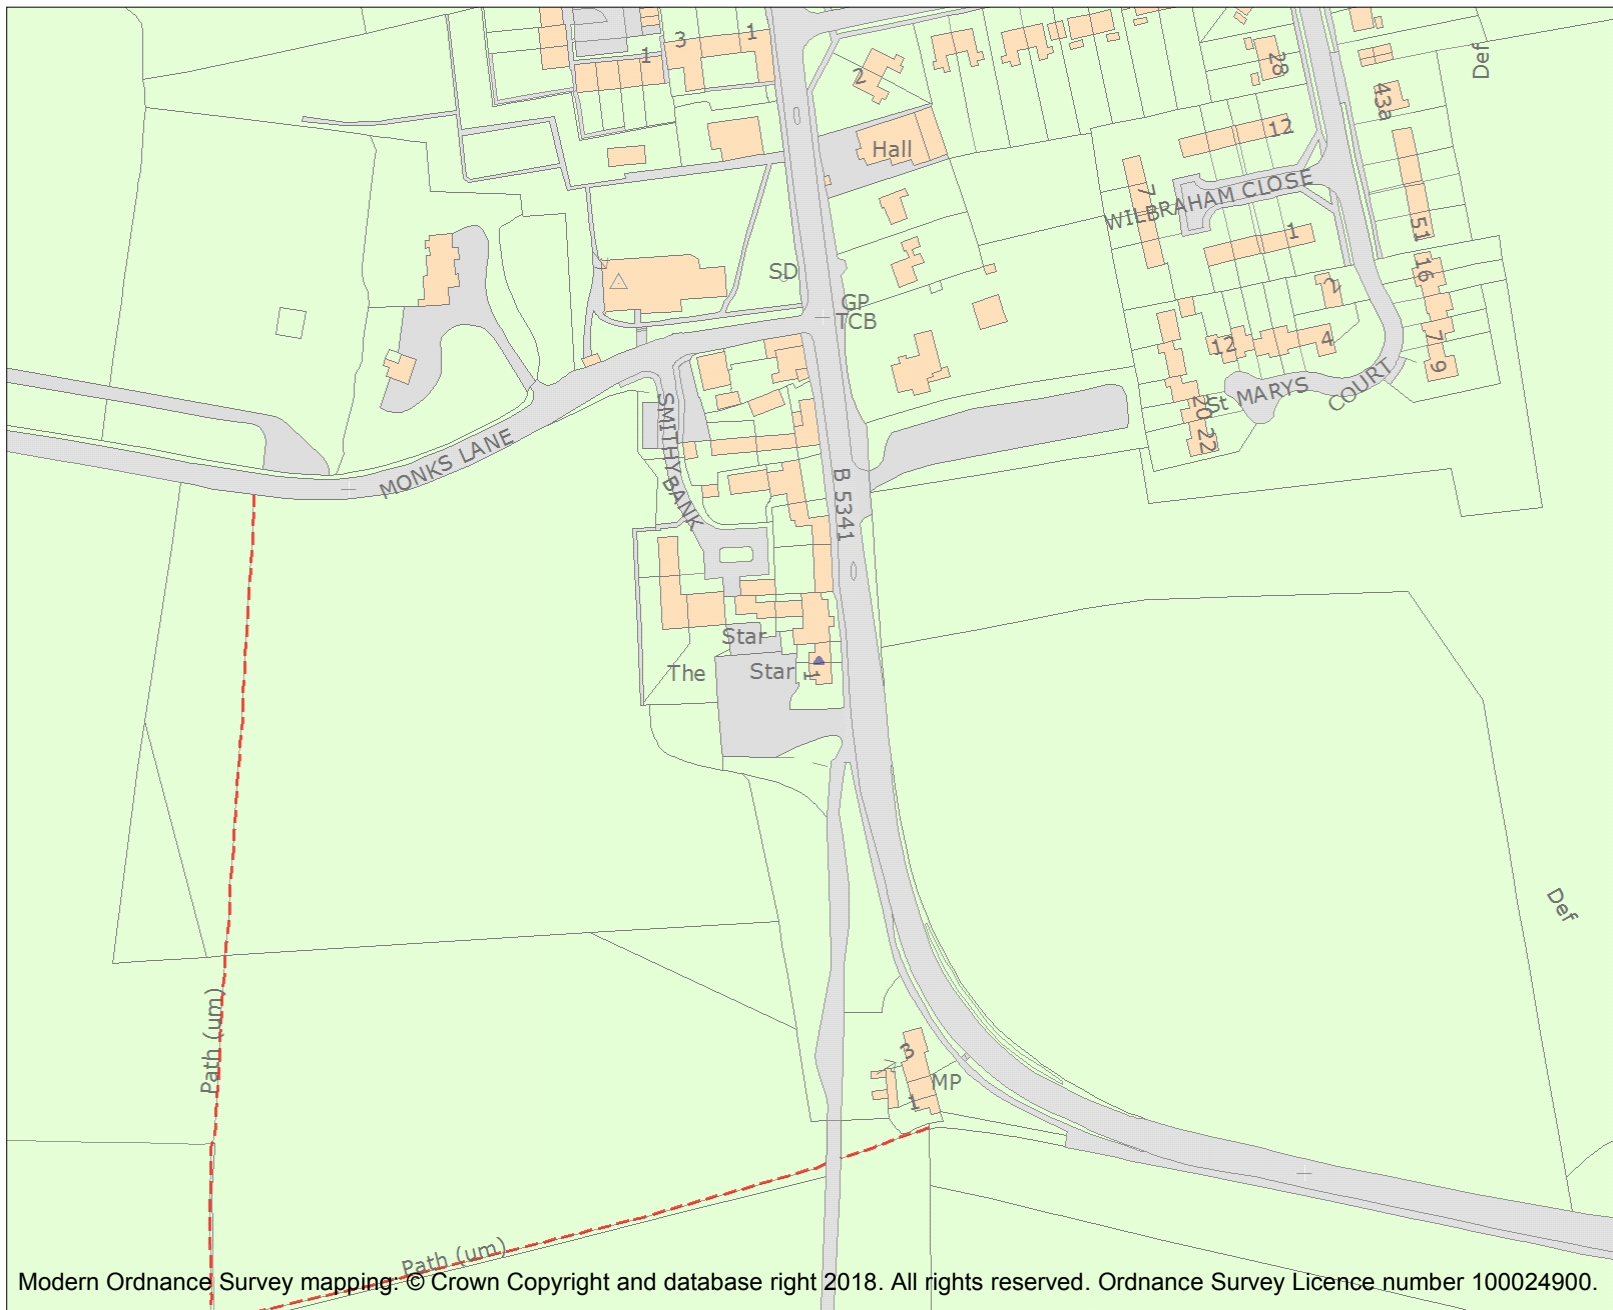 3
1
1
2
28
Def
43a
12
Hall
7
WILBRAHAM CLOSE
1
51
16
SD
GP
TCB
2
12
4
7
9
St MARYS
COURT
20
22
SMITHY BANK
MONKS LANE
B 5341
Star
The
Star
1
Def
Path (um)
3
MP
1
Path (um)
Modern Ordnance Survey mapping: © Crown Copyright and database right 2018. All rights reserved. Ordnance Survey Licence number 100024900.